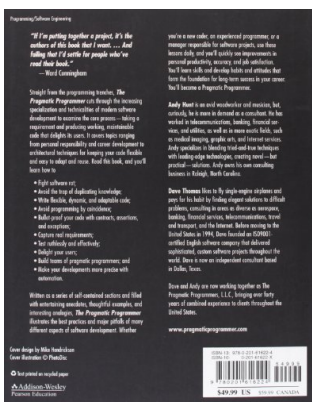 Programming/Software Engineering
"If I'm putting together a project, it's the
authors of this book that I want. . . . And
failing that I'd settle for people who've
read their book."
— Ward Cunningham
Straight from the programming trenches, The
Pragmatic Programmer cuts through the increasing
specialization and technicalities of modern software
development to examine the core process—taking a
requirement and producing working, maintainable
code that delights its users. It covers topics ranging
from personal responsibility and career development to
architectural techniques for keeping your code flexible
and easy to adapt and reuse. Read this book, and you'll
learn how to
• Fight software rot;
• Avoid the trap of duplicating knowledge;
• Write flexible, dynamic, and adaptable code;
• Avoid programming by coincidence;
• Bullet-proof your code with contracts, assertions,
and exceptions;
• Capture real requirements;
• Test ruthlessly and effectively;
• Delight your users;
• Build teams of pragmatic programmers; and
• Make your developments more precise with
automation.
Written as a series of self-contained sections and filled
with entertaining anecdotes, thoughtful examples, and
interesting analogies, The Pragmatic Programmer
illustrates the best practices and major pitfalls of many
different aspects of software development. Whether
you're a new coder, an experienced programmer, or a
manager responsible for software projects, use these
lessons daily, and you'll quickly see improvements in
personal productivity, accuracy, and job satisfaction.
You'll learn skills and develop habits and attitudes that
form the foundation for long-term success in your career.
You'll become a Pragmatic Programmer.
Andy Hunt is an avid woodworker and musician, but,
curiously, he is more in demand as a consultant. He has
worked in telecommunications, banking, financial ser-
vices, and utilities, as well as in more exotic fields, such
as medical imaging, graphic arts, and Internet services.
Andy specializes in blending tried-and-true techniques
with leading-edge technologies, creating novel—but
practical—solutions. Andy owns his own consulting
business in Raleigh, North Carolina.
Dave Thomas likes to fly single-engine airplanes and
pays for his habit by finding elegant solutions to difficult
problems, consulting in areas as diverse as aerospace,
banking, financial services, telecommunications, travel
and transport, and the Internet. Before moving to the
United States in 1994, Dave founded an ISO9001-
certified English software company that delivered
sophisticated, custom software projects throughout the
world. Dave is now an independent consultant based
in Dallas, Texas.
Dave and Andy are now working together as The
Pragmatic Programmers, L.L.C., bringing over forty
years of combined experience to clients throughout the
United States.
www.pragmaticprogrammer.com
Cover design by Mike Hendrickson
Cover illustration © PhotoDisc
Text printed on recycled paper
Addison-Wesley
Pearson Education
ISBN-13: 978-0-201-61622-4
ISBN-10: 0-201-61622-X
9 780201 616224
$49.99 US
CANADA